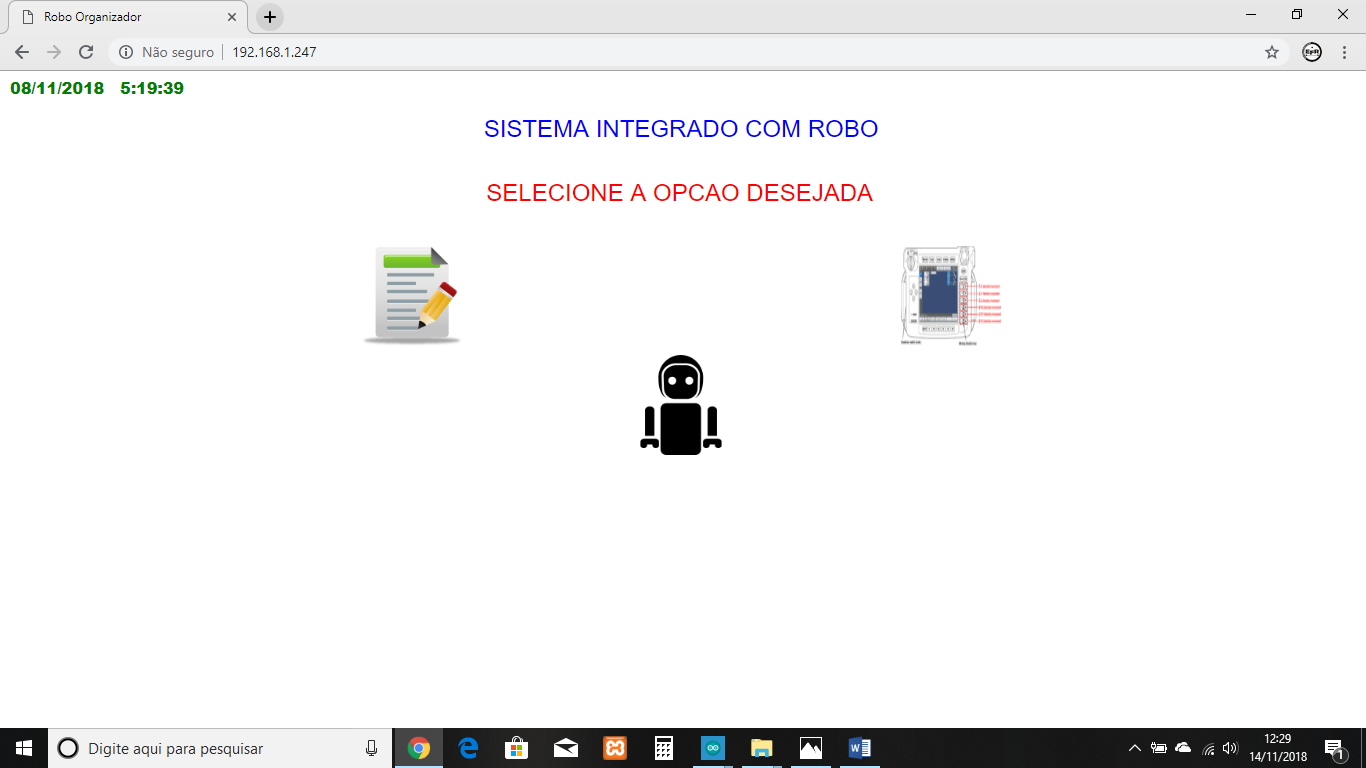 Robo Organizador
Não seguro
192.168.1.247
08/11/2018 5:19:39
SISTEMA INTEGRADO COM ROBO
SELECIONE A OPCAO DESEJADA
Digite aqui para pesquisar
12:29
14/11/2018
1